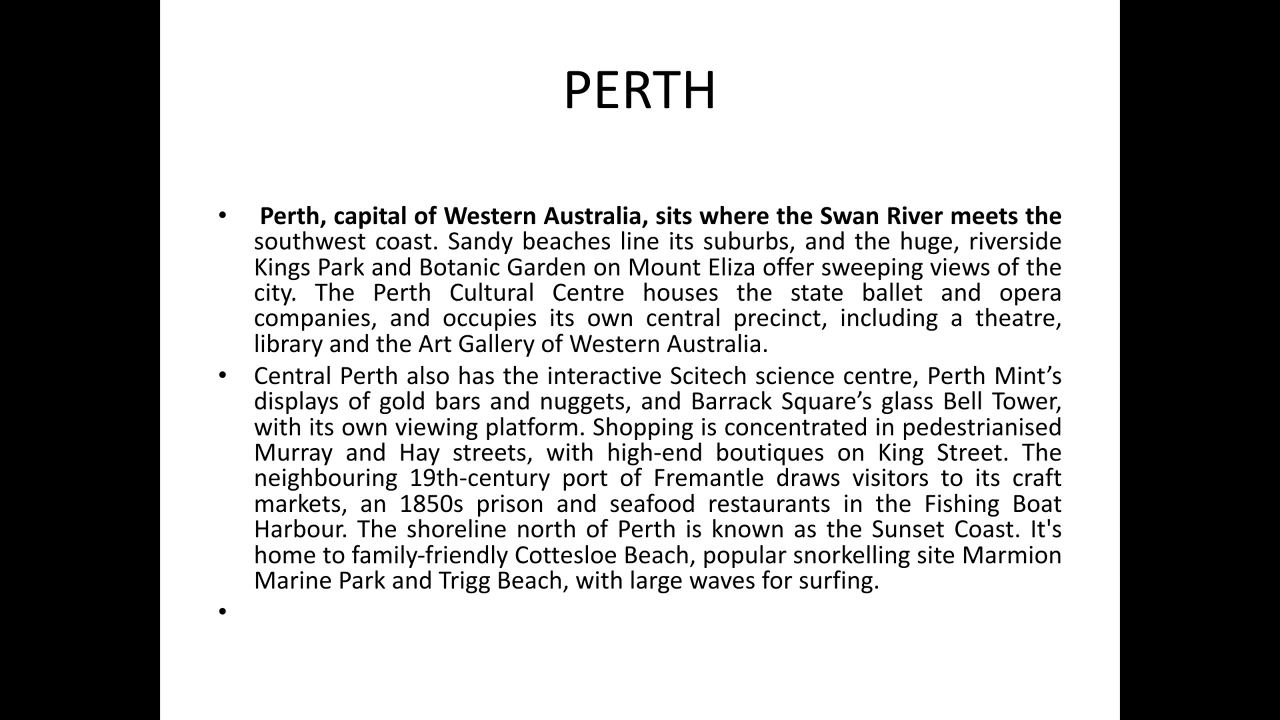 PERTH
• Perth, capital of Western Australia, sits where the Swan River meets the
southwest coast. Sandy beaches line its suburbs, and the huge, riverside
Kings Park and Botanic Garden on Mount Eliza offer sweeping views of the
city. The Perth Cultural Centre houses the state ballet and opera
companies, and occupies its own central precinct, including a theatre,
library and the Art Gallery of Western Australia.
• Central Perth also has the interactive Scitech science centre, Perth Mint’s
displays of gold bars and nuggets, and Barrack Square’s glass Bell Tower,
with its own viewing platform. Shopping is concentrated in pedestrianised
Murray and Hay streets, with high-end boutiques on King Street. The
neighbouring 19th-century port of Fremantle draws visitors to its craft
markets, an 1850s prison and seafood restaurants in the Fishing Boat
Harbour. The shoreline north of Perth is known as the Sunset Coast. It's
home to family-friendly Cottesloe Beach, popular snorkelling site Marmion
Marine Park and Trigg Beach, with large waves for surfing.
•